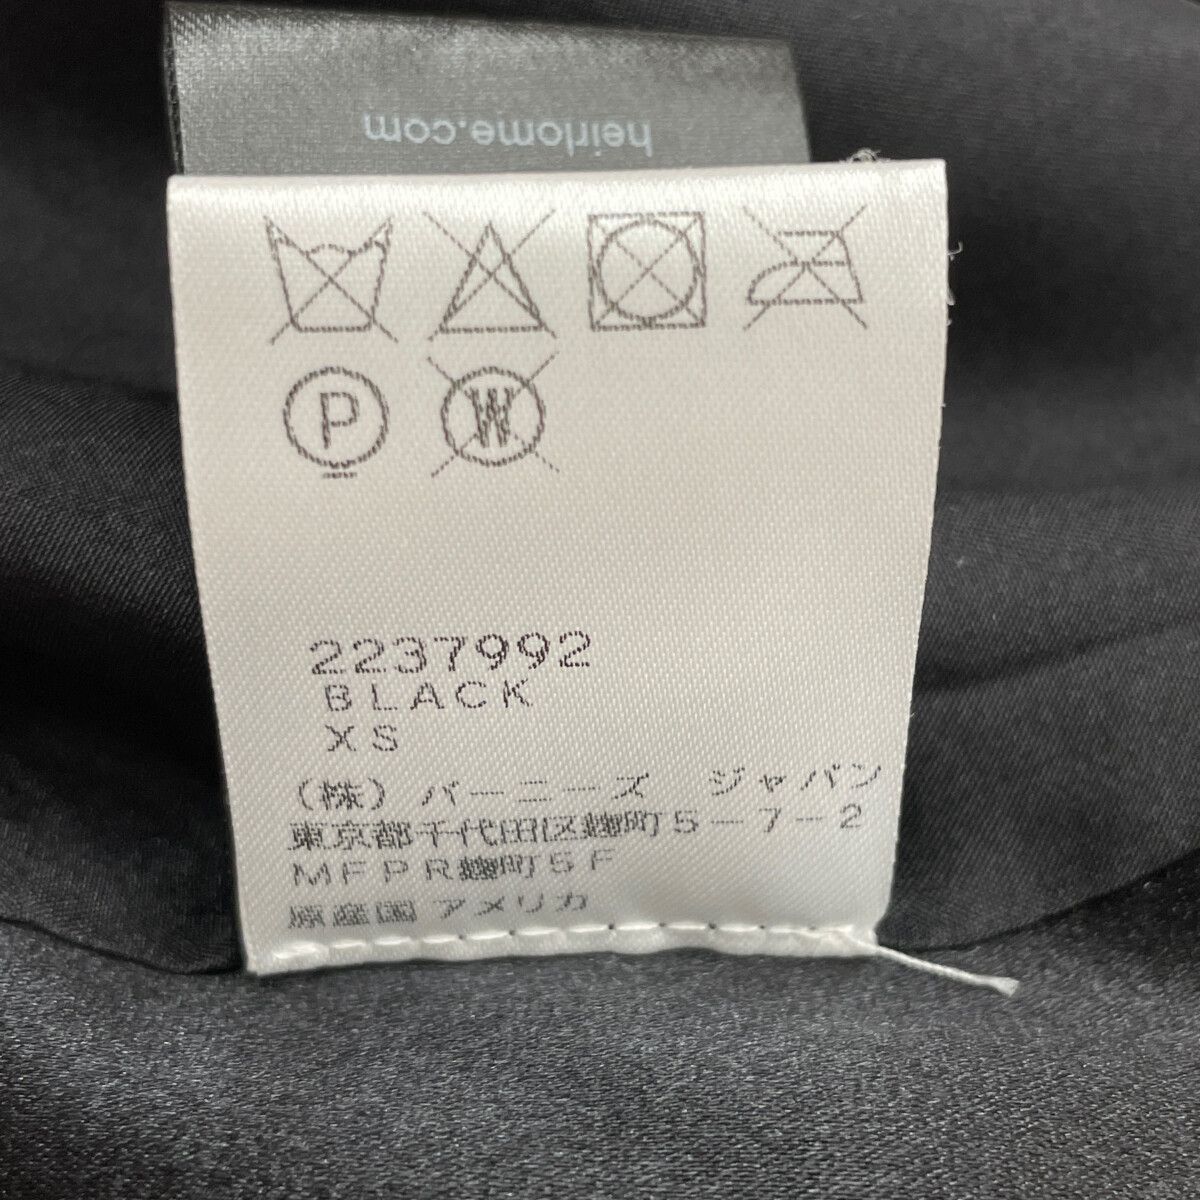 heirlome.com
P
W
2237992
BLACK
XS
(株) バーニーズ ジャパン
東京都千代田区麹町5-7-2
MFPR麹町5F
原産国 アメリカ